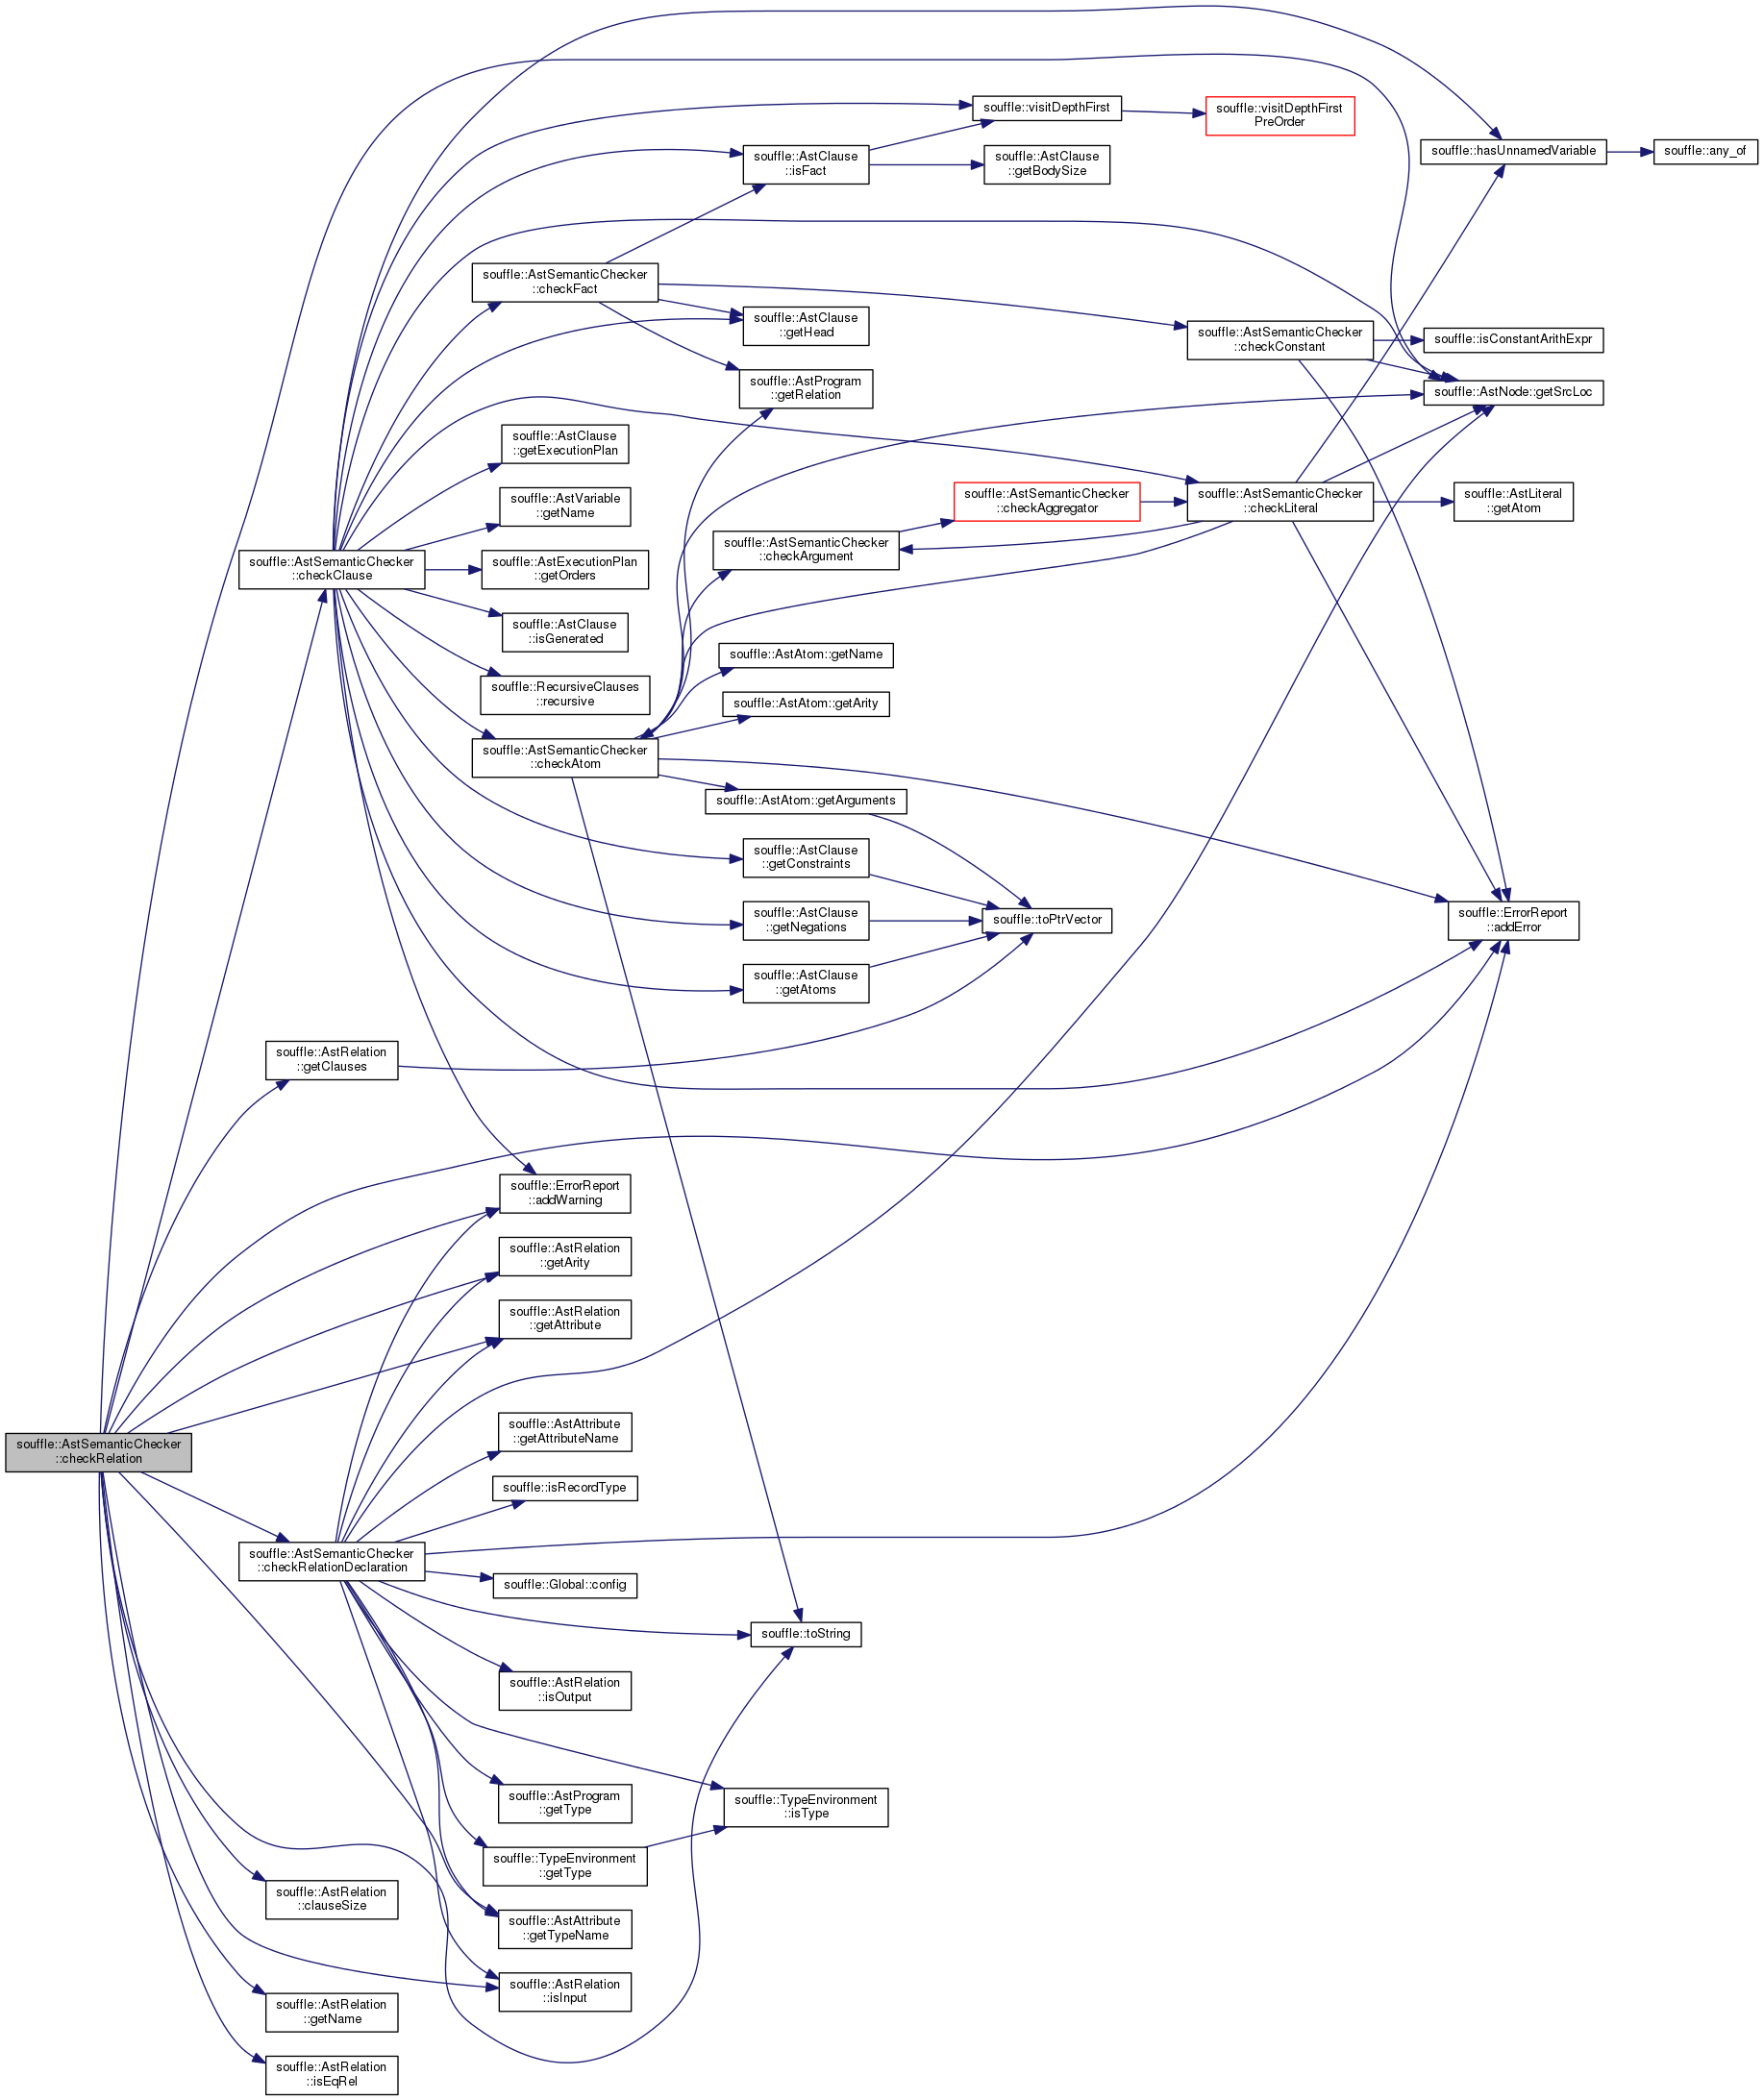 souffle::visitDepthFirst
souffle::visitDepthFirst
PreOrder
souffle::hasUnnamedVariable
souffle::any_of
souffle::AstClause
::isFact
souffle::AstClause
::getBodySize
souffle::AstSemanticChecker
::checkFact
souffle::AstClause
::getHead
souffle::AstSemanticChecker
::checkConstant
souffle::isConstantArithExpr
souffle::AstProgram
::getRelation
souffle::AstNode::getSrcLoc
souffle::AstClause
::getExecutionPlan
souffle::AstVariable
::getName
souffle::AstSemanticChecker
::checkAggregator
souffle::AstSemanticChecker
::checkLiteral
souffle::AstLiteral
::getAtom
souffle::AstSemanticChecker
::checkArgument
souffle::AstSemanticChecker
::checkClause
souffle::AstExecutionPlan
::getOrders
souffle::AstClause
::isGenerated
souffle::AstAtom::getName
souffle::RecursiveClauses
::recursive
souffle::AstAtom::getArity
souffle::AstSemanticChecker
::checkAtom
souffle::AstAtom::getArguments
souffle::AstClause
::getConstraints
souffle::AstClause
::getNegations
souffle::toPtrVector
souffle::ErrorReport
::addError
souffle::AstClause
::getAtoms
souffle::AstRelation
::getClauses
souffle::ErrorReport
::addWarning
souffle::AstRelation
::getArity
souffle::AstRelation
::getAttribute
souffle::AstAttribute
::getAttributeName
souffle::AstSemanticChecker
::checkRelation
souffle::isRecordType
souffle::AstSemanticChecker
::checkRelationDeclaration
souffle::Global::config
souffle::toString
souffle::AstRelation
::isOutput
souffle::AstProgram
::getType
souffle::TypeEnvironment
::isType
souffle::TypeEnvironment
::getType
souffle::AstRelation
::clauseSize
souffle::AstAttribute
::getTypeName
souffle::AstRelation
::isInput
souffle::AstRelation
::getName
souffle::AstRelation
::isEqRel